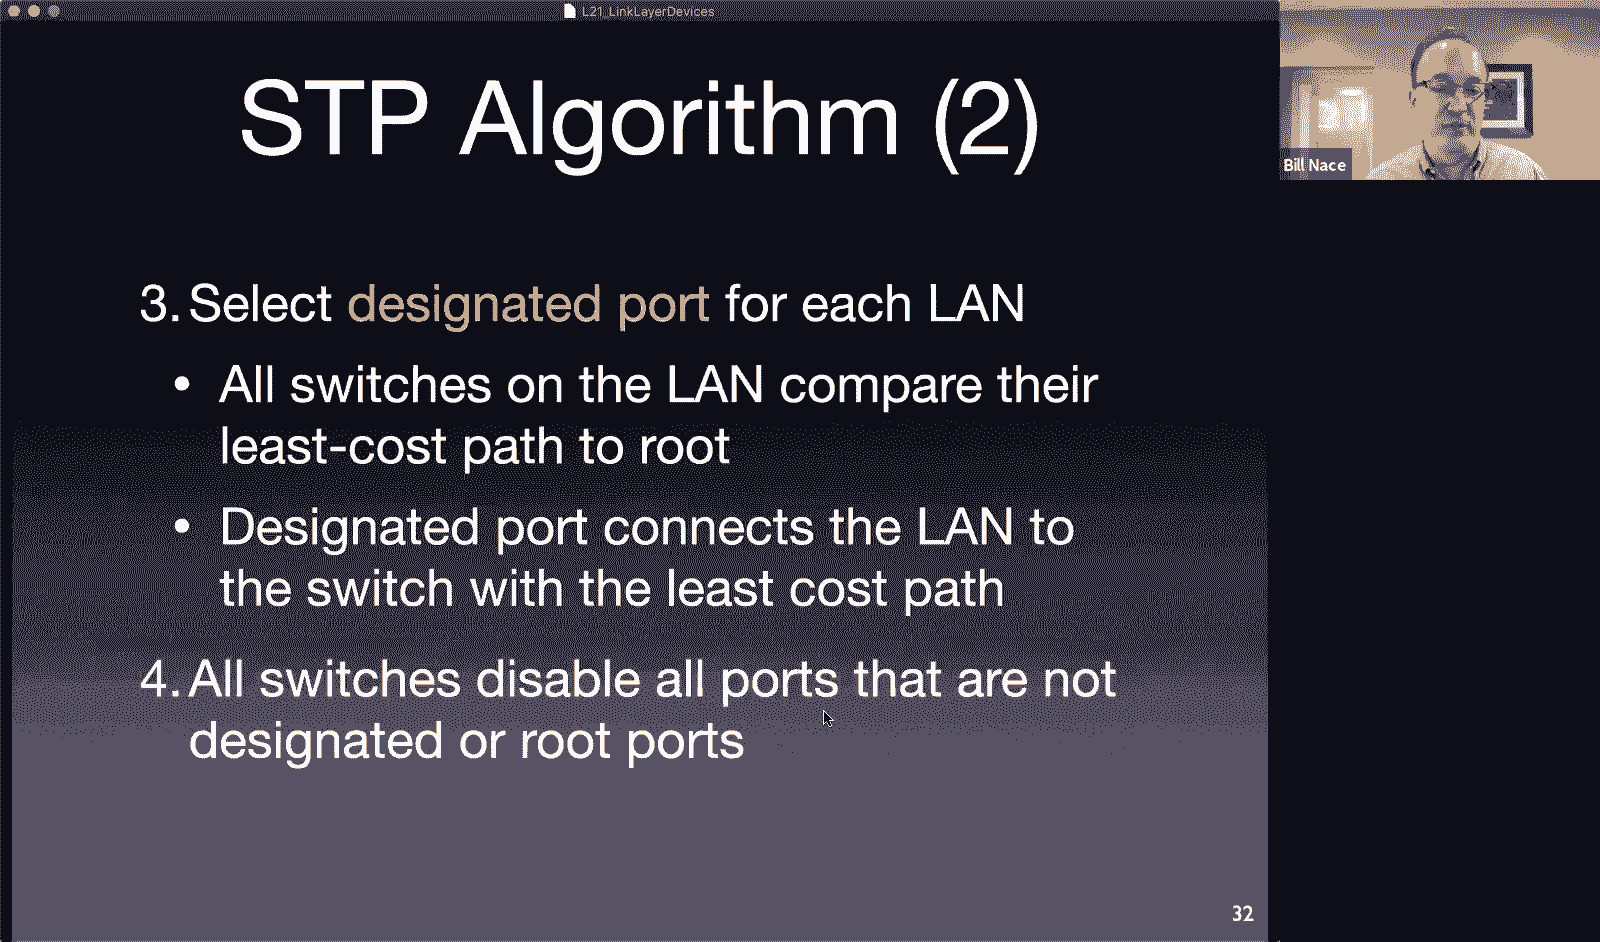 L21_LinkLayerDevices
STP Algorithm (2)
Bill Nace
3. Select designated port for each LAN
• All switches on the LAN compare their
least-cost path to root
• Designated port connects the LAN to
the switch with the least cost path
4. All switches disable all ports that are not
designated or root ports
32